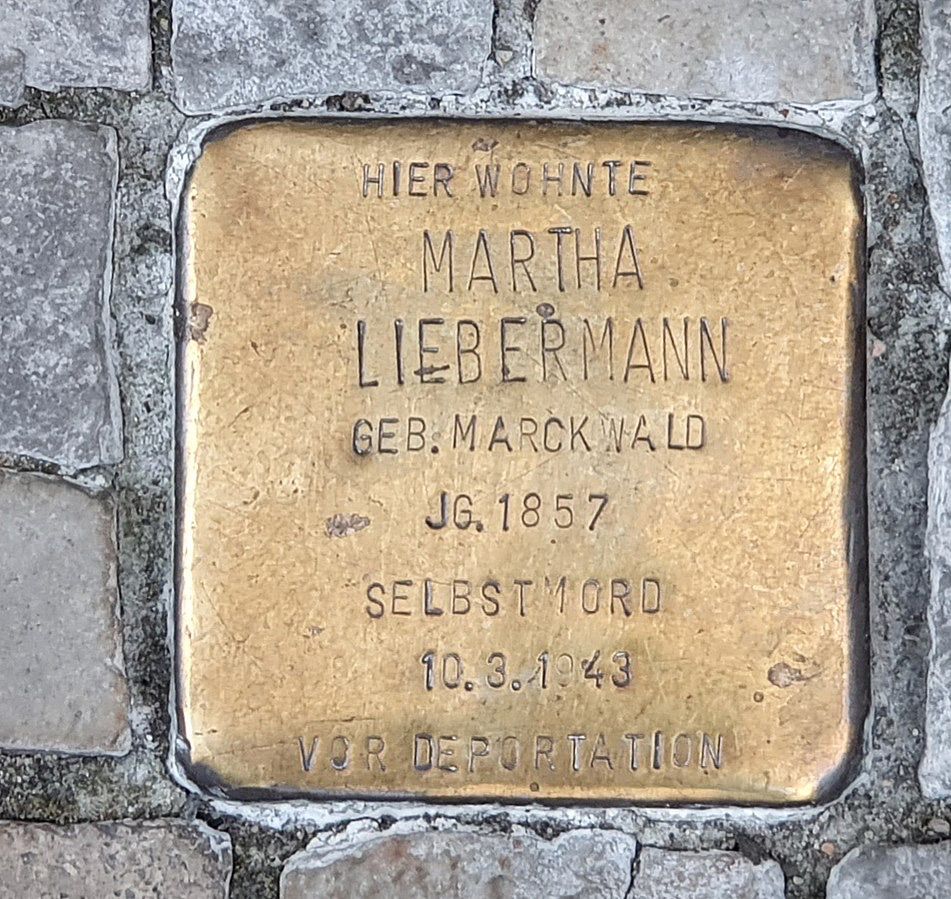 HIER WOHNTE
MARTHA
LIEBERMANN
GEB. MARCKWALD
JG. 1857
SELBSTMORD
10.3.1943
VOR DEPORTATION